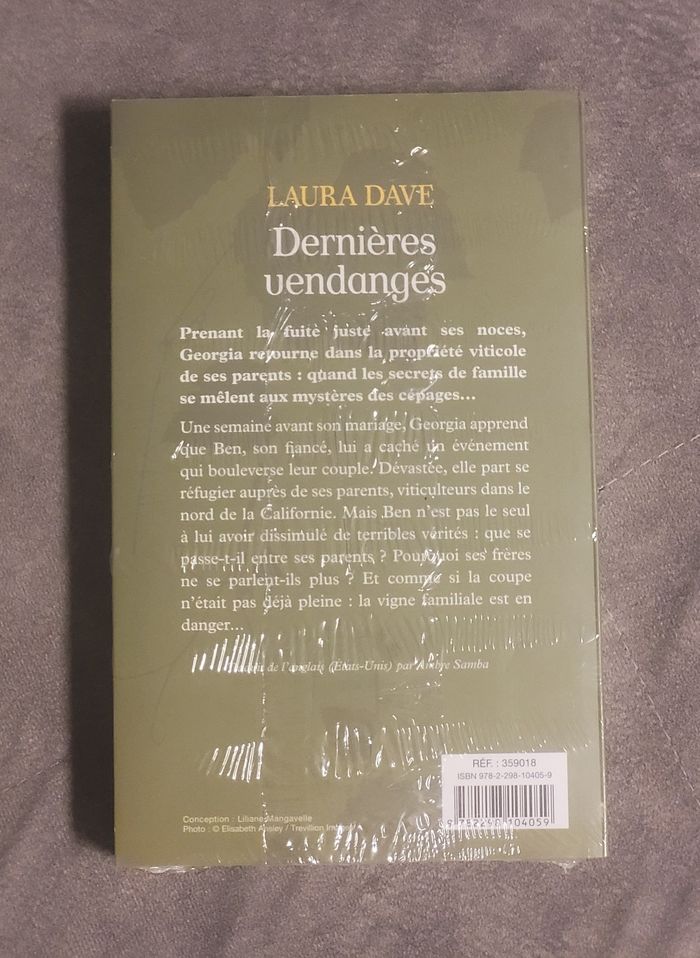 LAURA DAVE
Dernières
vendanges
Prenant la fuite juste avant ses noces,
Georgia retourne dans la propriété viticole
de ses parents : quand les secrets de famille
se mêlent aux mystères des cépages...
Une semaine avant son mariage, Georgia apprend
que Ben, son fiancé, lui a caché un événement
qui bouleverse leur couple. Dévastée, elle part se
réfugier auprès de ses parents, viticulteurs dans le
nord de la Californie. Mais Ben n'est pas le seul
à lui avoir dissimulé de terribles vérités : que se
passe-t-il entre ses parents ? Pourquoi ses frères
ne se parlent-ils plus ? Et comme si la coupe
n'était pas déjà pleine : la vigne familiale est en
danger...
de l'anglais (États-Unis) par Ambre Samba
RÉF. : 359018
ISBN 978-2-298-10405-9
9 782298 104059
Conception : Liliane Mangavelle
Photo : © Elisabeth Ansley / Trevillion